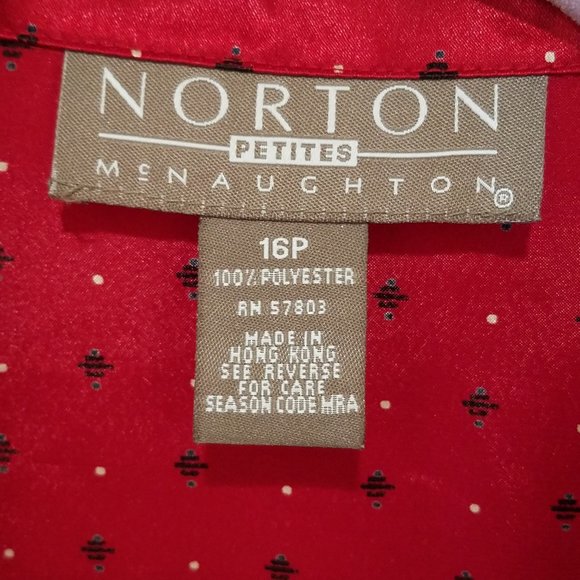 NORTON
PETITES
McNAUGHTON®
16P
100% POLYESTER
RN 57803
MADE IN
HONG KONG
SEE REVERSE
FOR CARE
SEASON CODE MRA